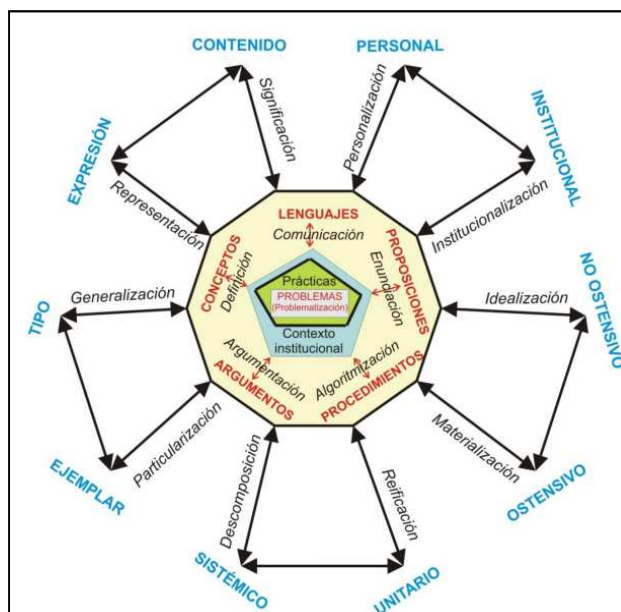 CONTENIDO
PERSONAL
EXPRESIÓN
Significación
Personalización
INSTITUCIONAL
Representación
Institucionalización
LENGUAJES
Comunicación
CONCEPTOS
Definición
PROPOSICIONES
Enunciación
Prácticas
PROBLEMAS
(Problematización)
Contexto
institucional
TIPO
Generalización
Idealización
NO OSTENSIVO
Argumentación
ARGUMENTOS
Algoritmización
PROCEDIMIENTOS
EJEMPLAR
Particularización
Materialización
OSTENSIVO
Descomposición
Reificación
SISTÉMICO
UNITARIO